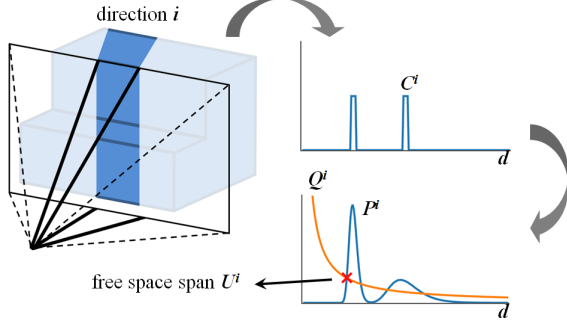 direction i
C^i
d
Q^i
P^i
free space span U^i
d